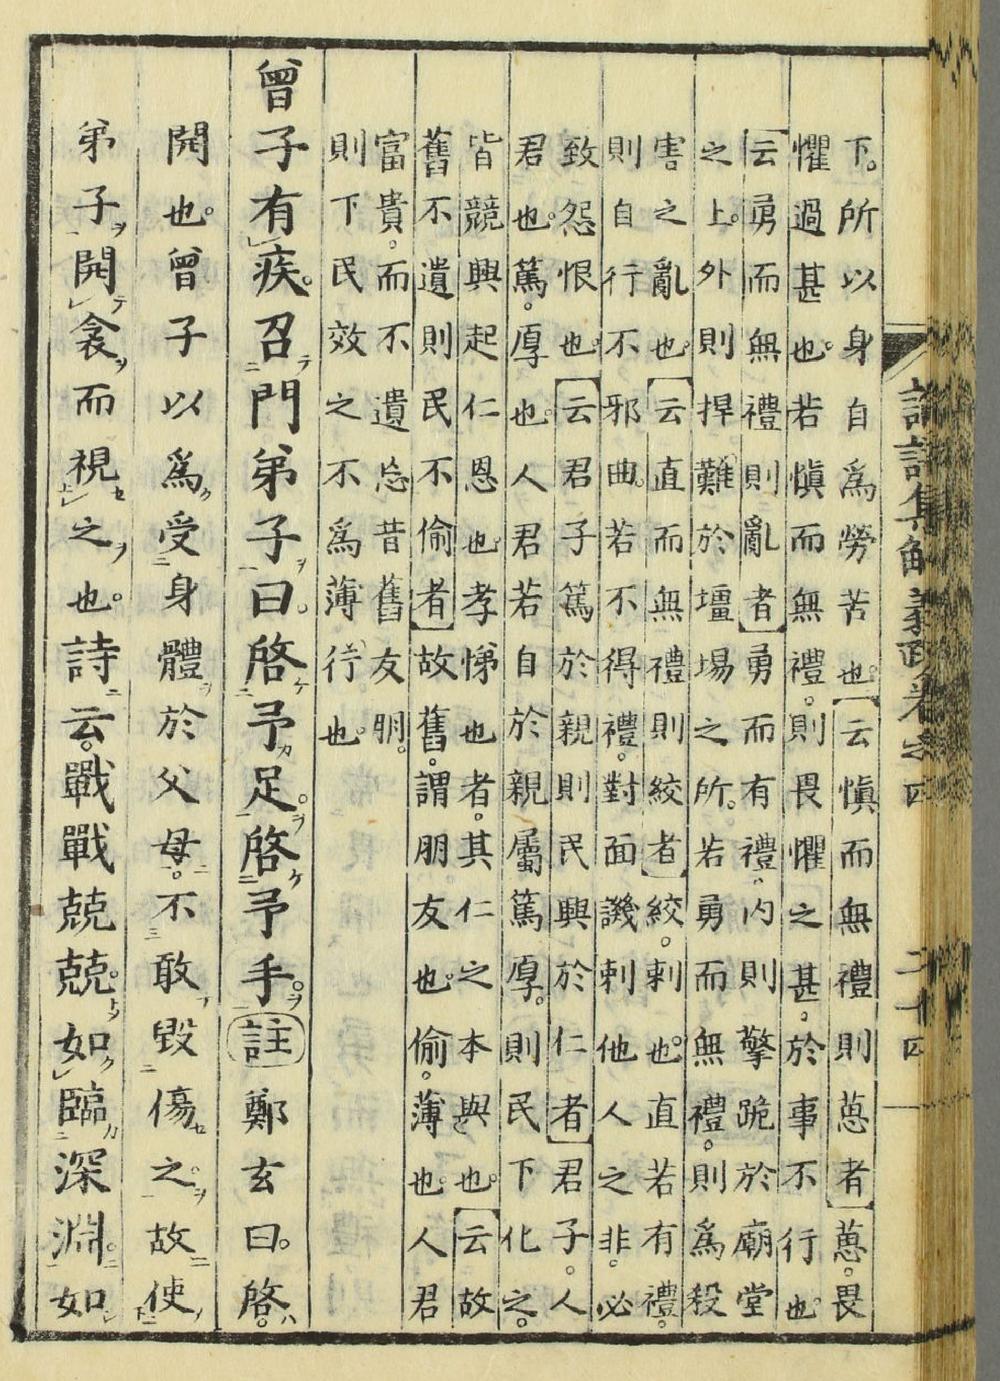 下。所以身自爲勞苦也。云愼而無禮則葸者葸。畏
懼過甚也。若愼而無禮。則畏懼之甚。於事不行也。
云勇而無禮則亂者勇而有禮。內則擎跪於廟堂
之上。外則捍難於壃場之所。若勇而無禮。則爲殺
害之亂也。云直而無禮則絞者絞。刺也。直若有禮。
則自行不邪曲。若不得禮。對面譏刺他人之非。必
致怨恨也。云君子篤於親則民興於仁者君子。人
君也。篤。厚也。人君若自於親屬篤厚。則民下化之。
皆競興起仁恩也孝悌也者。其仁之本與也。云故
舊不遺則民不偷者故舊。謂朋友也。偷。薄也。人君
富貴。而不遺忘昔舊友朋。
則下民效之不爲薄行也。
曾子有疾。召門弟子曰。啓予足。啓予手。註鄭玄曰。啓。
開也。曾子以爲受身體於父母。不敢毀傷之。故使
弟子開衾而視之也。詩云。戰戰兢兢。如臨深淵。如
論語集解義疏卷之四
二十四